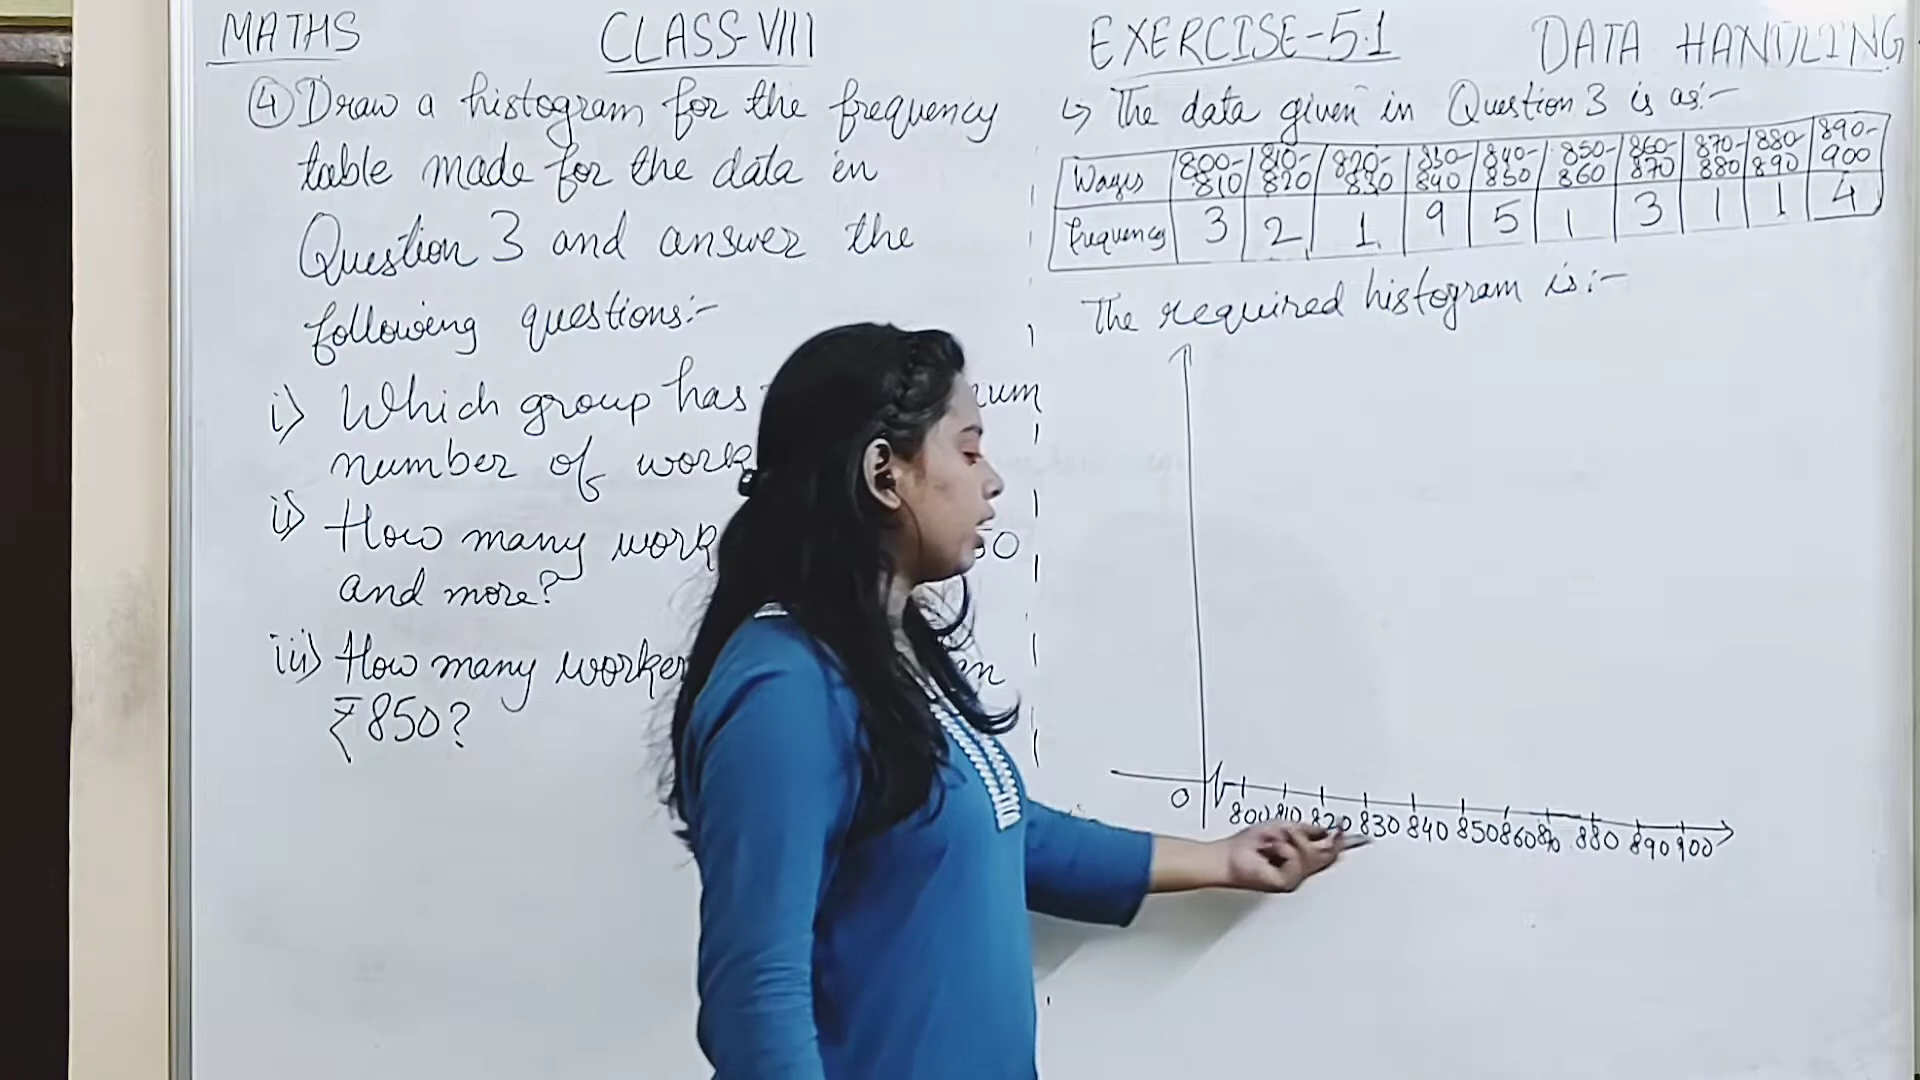 MATHS
CLASS-VIII
EXERCISE-5.1
DATA HANDLING
④ Draw a histogram for the frequency
table made for the data in
Question 3 and answer the
following questions:-
i) Which group has
number of
ii) How many
and more?
iii) How many
₹850?
↳ The data given in Question 3 is as:-
Wages 800-810 810-820 820-830 830-840 840-850 850-860 860-870 870-880 880-890 890-900
frequency 3 2 1 9 5 1 3 1 1 4
The required histogram is:-
0 800 810 820 830 840 850 860 870 880 890 900